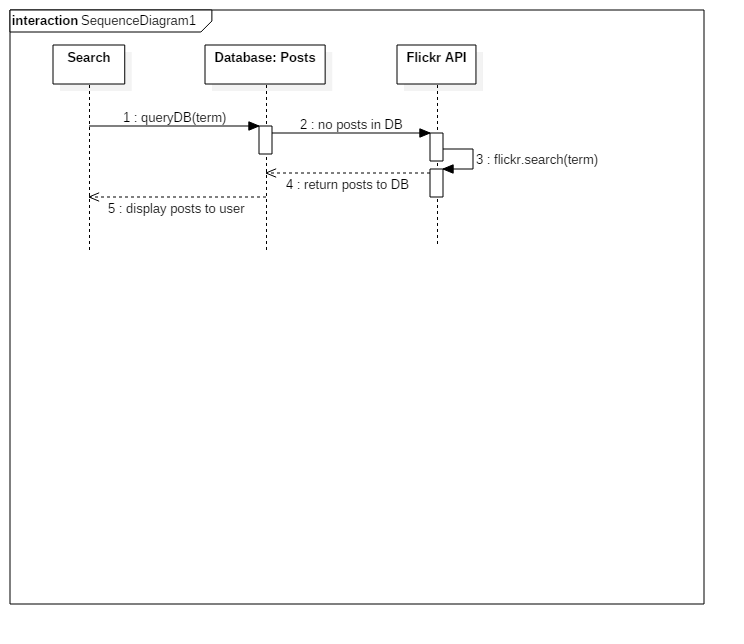 interaction SequenceDiagram1
Search
Database: Posts
Flickr API
1 : queryDB(term)
2 : no posts in DB
3 : flickr.search(term)
4 : return posts to DB
5 : display posts to user